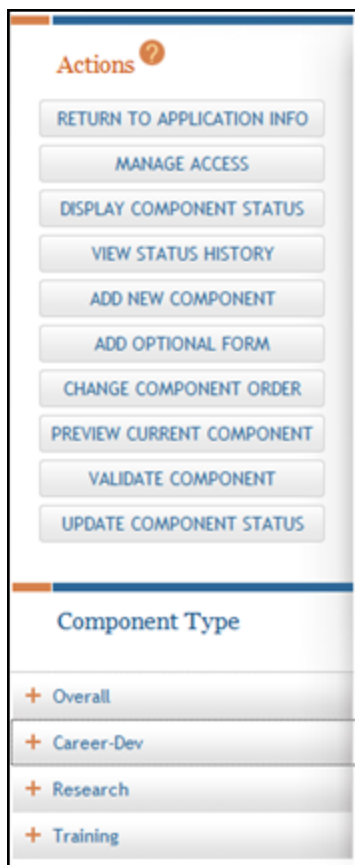 Actions ?
RETURN TO APPLICATION INFO
MANAGE ACCESS
DISPLAY COMPONENT STATUS
VIEW STATUS HISTORY
ADD NEW COMPONENT
ADD OPTIONAL FORM
CHANGE COMPONENT ORDER
PREVIEW CURRENT COMPONENT
VALIDATE COMPONENT
UPDATE COMPONENT STATUS
Component Type
+ Overall
+ Career-Dev
+ Research
+ Training